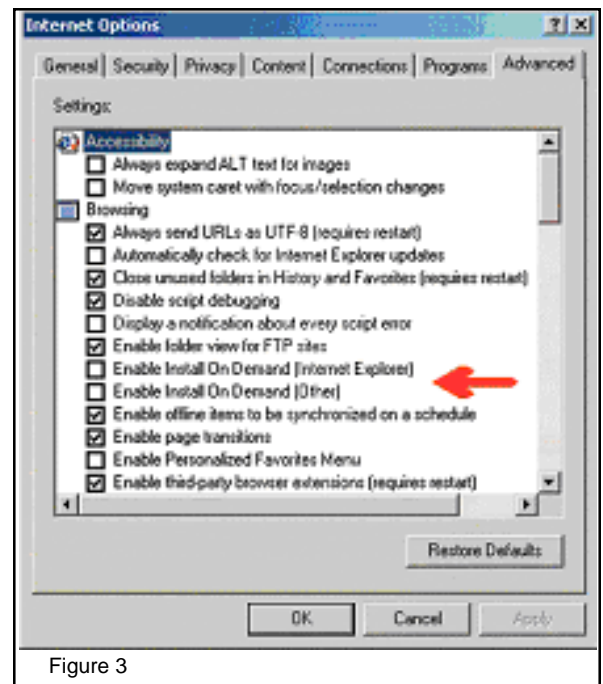 Internet Options
General Security Privacy Content Connections Programs Advanced
Settings:
Accessibility
Always expand ALT text for images
Move system caret with focus/selection changes
Browsing
Always send URLs as UTF-8 (requires restart)
Automatically check for Internet Explorer updates
Close unused folders in History and Favorites (requires restart)
Disable script debugging
Display a notification about every script error
Enable folder view for FTP sites
Enable Install On Demand (Internet Explorer)
Enable Install On Demand (Other)
Enable offline items to be synchronized on a schedule
Enable page transitions
Enable Personalized Favorites Menu
Enable third-party browser extensions (requires restart)
Restore Defaults
OK Cancel Apply
Figure 3